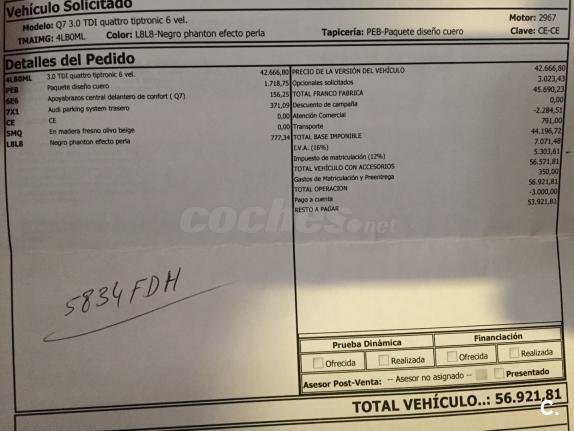 Vehículo Solicitado
Modelo: Q7 3.0 TDI quattro tiptronic 6 vel. Motor: 2967
TMAIMG: 4LB0ML Color: L8L8-Negro phanton efecto perla Tapicería: PEB-Paquete diseño cuero Clave: CE-CE
Detalles del Pedido
4LB0ML 3.0 TDI quattro tiptronic 6 vel. 42.666,80
PEB Paquete diseño cuero 1.718,75
6E6 Apoyabrazos central delantero de confort ( Q7) 156,25
7X1 Audi parking system trasero 371,09
CE CE 0,00
5MQ En madera fresno olivo beige 0,00
L8L8 Negro phanton efecto perla 777,34
PRECIO DE LA VERSIÓN DEL VEHÍCULO 42.666,80
Opcionales solicitados 3.023,43
TOTAL FRANCO FABRICA 45.690,23
Descuento de campaña 0,00
Atención Comercial -2.284,51
Transporte 791,00
TOTAL BASE IMPONIBLE 44.196,72
I.V.A. (16%) 7.071,48
Impuesto de matriculación (12%) 5.303,61
TOTAL VEHÍCULO CON ACCESORIOS 56.571,81
Gastos de Matriculación y Preentrega 350,00
TOTAL OPERACION 56.921,81
Pago a cuenta -3.000,00
RESTO A PAGAR 53.921,81
coches.net
5834FDH
Prueba Dinámica Financiación
Ofrecida Realizada Ofrecida Realizada
Asesor Post-Venta: -- Asesor no asignado -- Presentado
TOTAL VEHÍCULO..: 56.921,81
c.